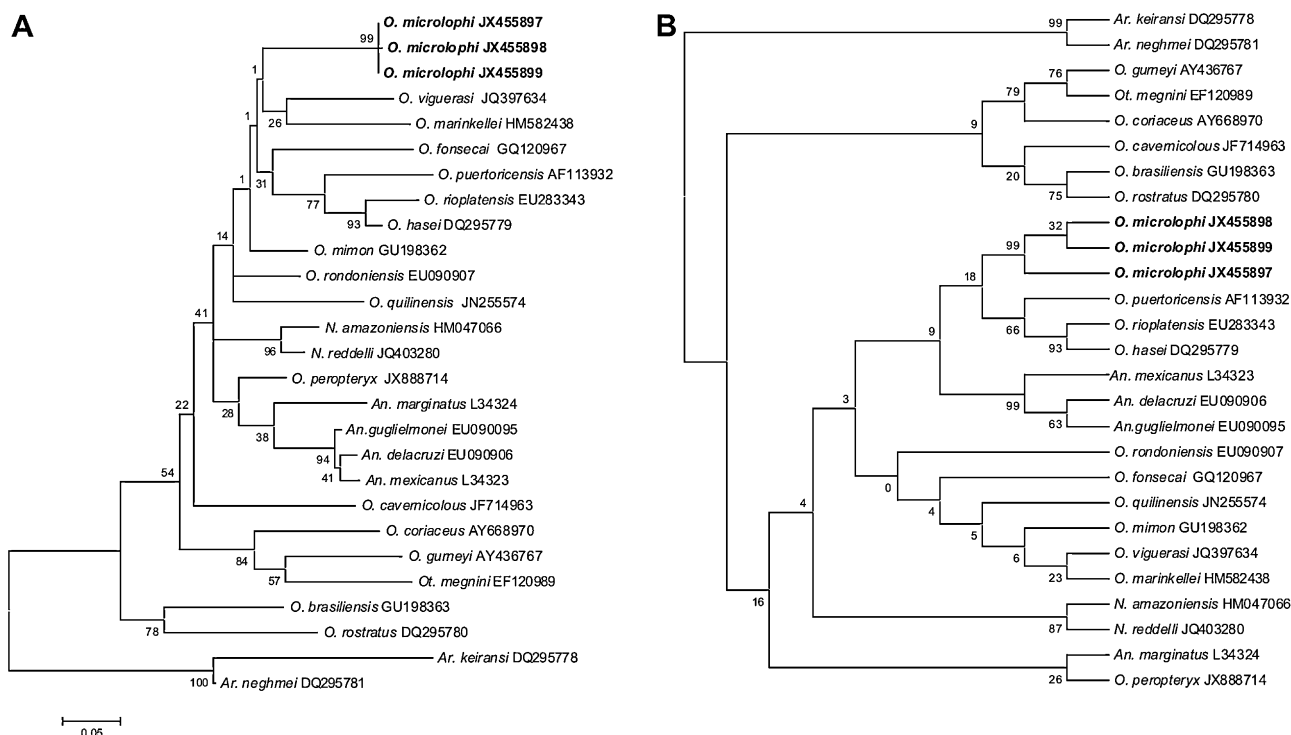 A
O. microlophi JX455897
99
O. microlophi JX455898
O. microlophi JX455899
1
O. viguerasi JQ397634
26
O. marinkellei HM582438
1
O. fonsecai GQ120967
31
O. puertoricensis AF113932
77
O. rioplatensis EU283343
93
O. hasei DQ295779
1
O. mimon GU198362
14
O. rondoniensis EU090907
O. quilinensis JN255574
41
N. amazoniensis HM047066
96
N. reddelli JQ403280
O. peropteryx JX888714
28
An. marginatus L34324
22
38
An.guglielmonei EU090095
94
An. delacruzi EU090906
41
An. mexicanus L34323
54
O. cavernicolous JF714963
O. coriaceus AY668970
84
O. gurneyi AY436767
57
Ot. megnini EF120989
O. brasiliensis GU198363
78
O. rostratus DQ295780
Ar. keiransi DQ295778
100
Ar. neghmei DQ295781
0.05
B
99
Ar. keiransi DQ295778
Ar. neghmei DQ295781
76
O. gurneyi AY436767
79
Ot. megnini EF120989
O. coriaceus AY668970
9
O. cavernicolous JF714963
20
O. brasiliensis GU198363
75
O. rostratus DQ295780
32
O. microlophi JX455898
99
O. microlophi JX455899
O. microlophi JX455897
18
O. puertoricensis AF113932
66
O. rioplatensis EU283343
93
O. hasei DQ295779
9
An. mexicanus L34323
99
An. delacruzi EU090906
63
An.guglielmonei EU090095
3
O. rondoniensis EU090907
0
O. fonsecai GQ120967
4
O. quilinensis JN255574
5
O. mimon GU198362
6
O. viguerasi JQ397634
23
O. marinkellei HM582438
4
N. amazoniensis HM047066
87
N. reddelli JQ403280
16
An. marginatus L34324
26
O. peropteryx JX888714